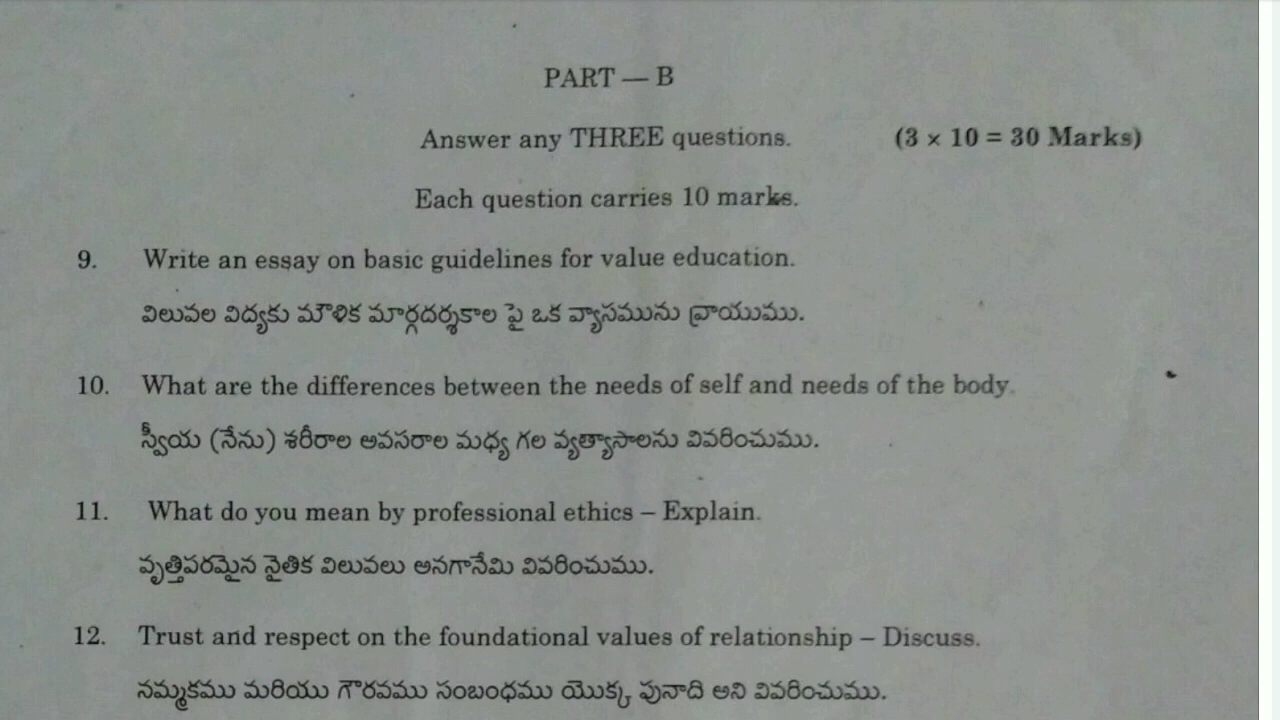 PART — B
Answer any THREE questions. (3 × 10 = 30 Marks)
Each question carries 10 marks.
9. Write an essay on basic guidelines for value education.
విలువల విద్యకు మౌళిక మార్గదర్శకాల పై ఒక వ్యాసమును వ్రాయుము.
10. What are the differences between the needs of self and needs of the body.
స్వీయ (నేను) శరీరాల అవసరాల మధ్య గల వ్యత్యాసాలను వివరించుము.
11. What do you mean by professional ethics – Explain.
వృత్తిపరమైన నైతిక విలువలు అనగానేమి వివరించుము.
12. Trust and respect on the foundational values of relationship – Discuss.
నమ్మకము మరియు గౌరవము సంబంధము యొక్క పునాది అని వివరించుము.